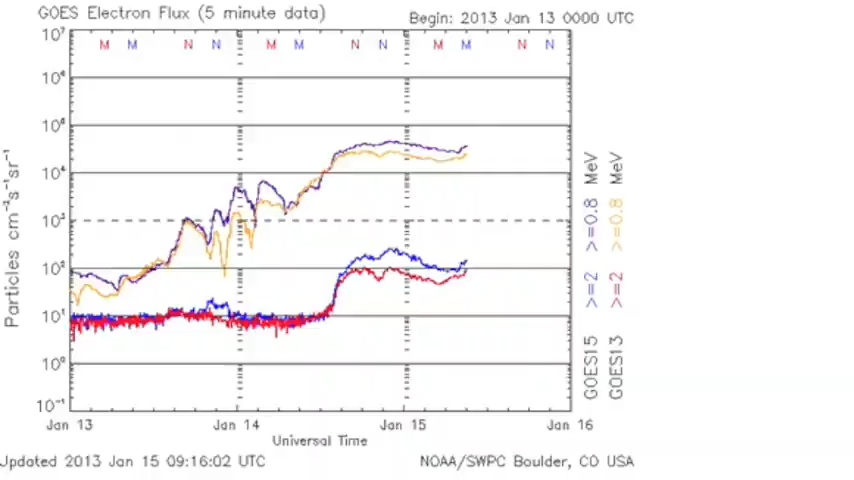 GOES Electron Flux (5 minute data)
Begin: 2013 Jan 13 0000 UTC
10⁷
M M N N M M N N M M N N
10⁶
10⁵
10⁴
10³
10²
10¹
10⁰
10⁻¹
Particles cm⁻²s⁻¹sr⁻¹
Jan 13 Jan 14 Jan 15 Jan 16
Universal Time
GOES15 >=2 >=0.8 MeV
GOES13 >=2 >=0.8 MeV
Updated 2013 Jan 15 09:16:02 UTC
NOAA/SWPC Boulder, CO USA